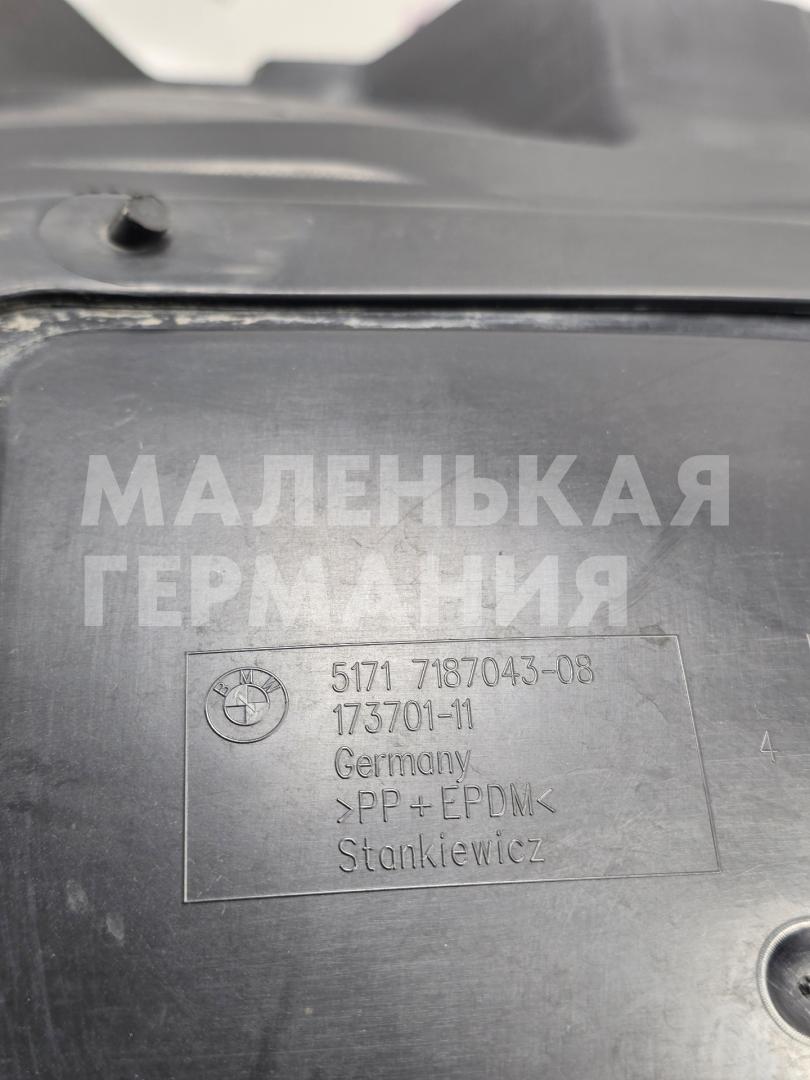 МАЛЕНЬКАЯ
ГЕРМАНИЯ
BMW
5171 7187043-08
173701-11
Germany
>PP+EPDM<
Stankiewicz
4